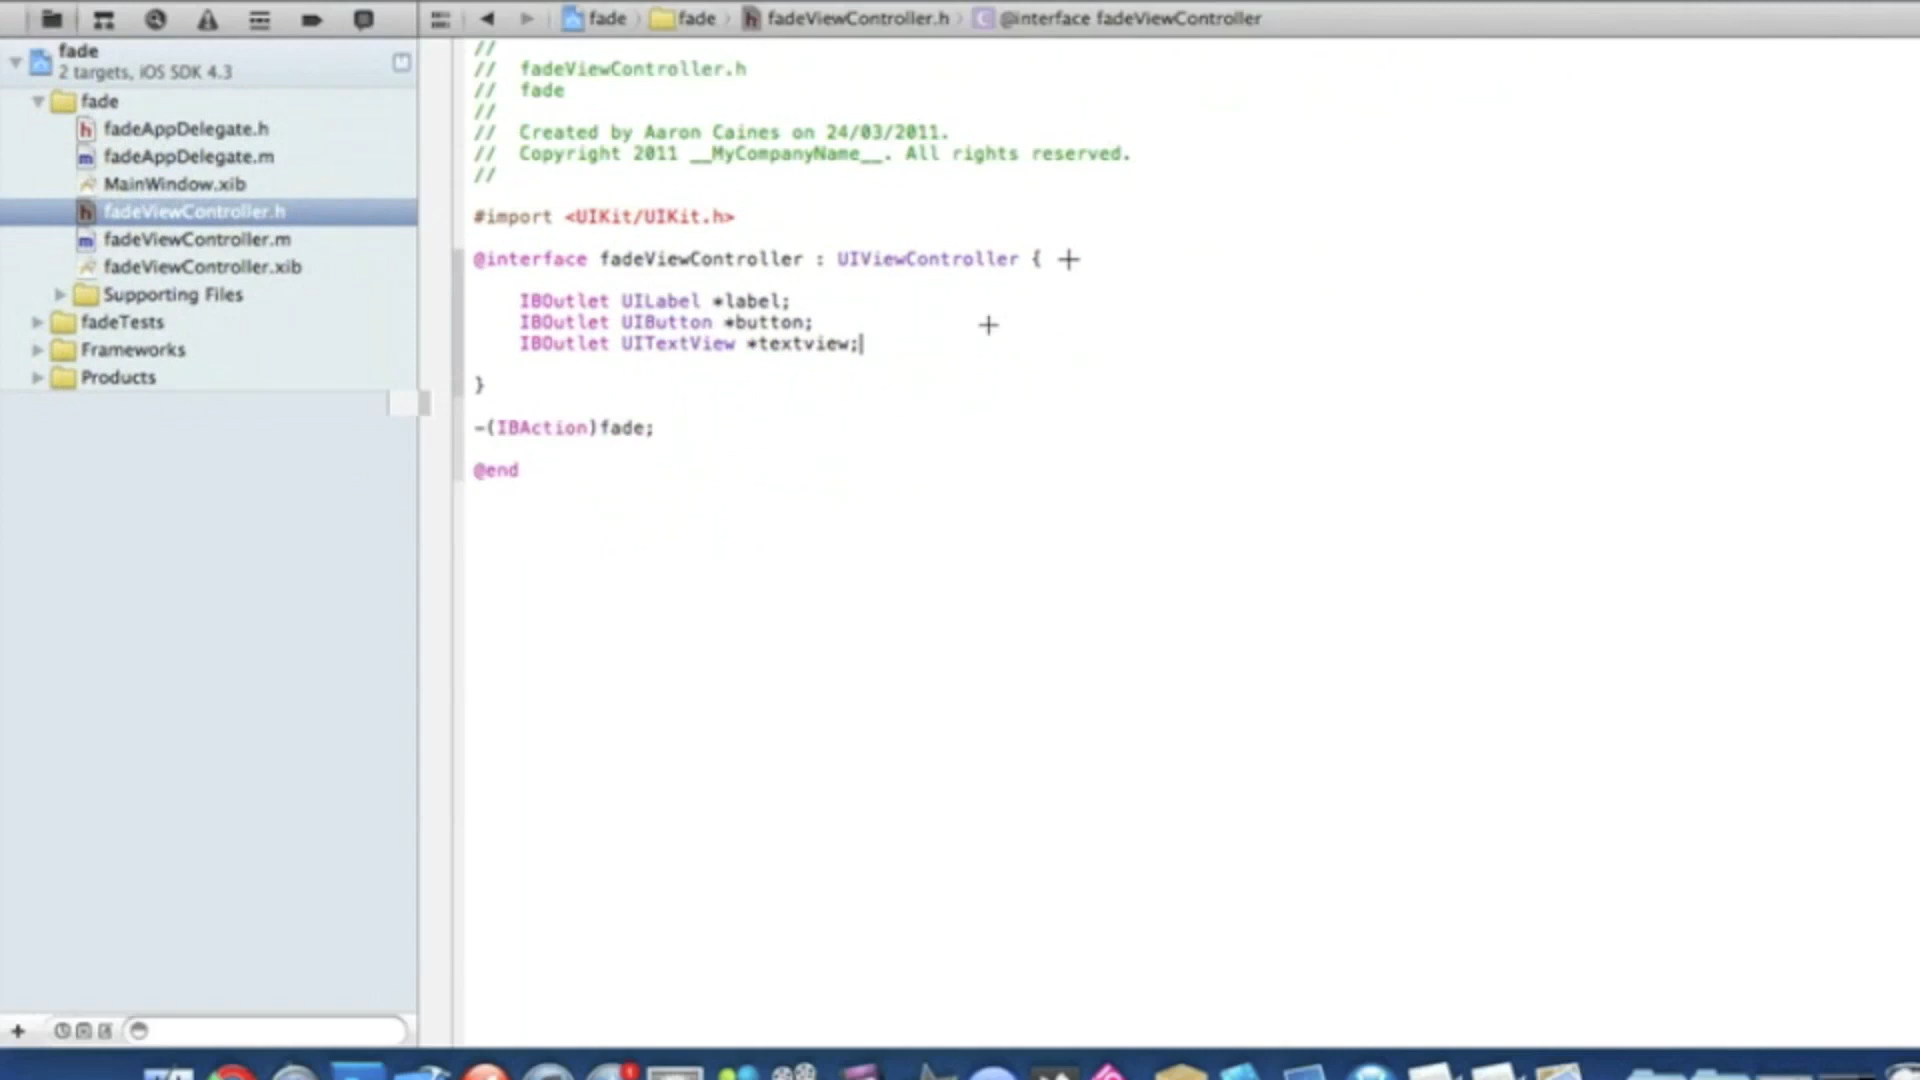 fade fade fadeViewController.h @interface fadeViewController
fade
2 targets, iOS SDK 4.3
fade
fadeAppDelegate.h
fadeAppDelegate.m
MainWindow.xib
fadeViewController.h
fadeViewController.m
fadeViewController.xib
Supporting Files
fadeTests
Frameworks
Products
//
// fadeViewController.h
// fade
//
// Created by Aaron Caines on 24/03/2011.
// Copyright 2011 __MyCompanyName__. All rights reserved.
//
#import <UIKit/UIKit.h>
@interface fadeViewController : UIViewController {
IBOutlet UILabel *label;
IBOutlet UIButton *button;
IBOutlet UITextView *textview;
}
-(IBAction)fade;
@end